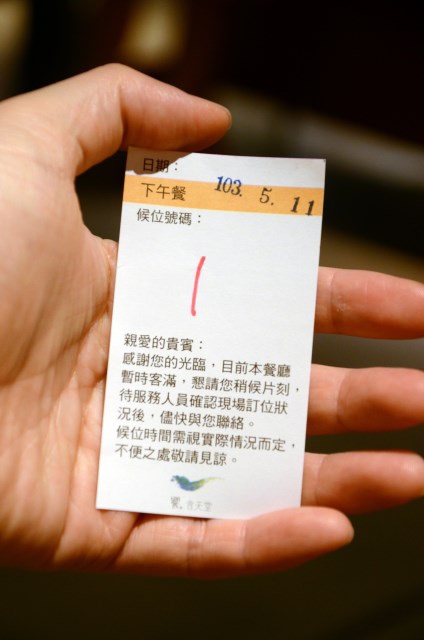 日期：
下午餐 103. 5. 11
候位號碼：
1
親愛的貴賓：
感謝您的光臨，目前本餐廳
暫時客滿，懇請您稍候片刻，
待服務人員確認現場訂位狀
況後，儘快與您聯絡。
候位時間需視實際情況而定，
不便之處敬請見諒。
饗食天堂